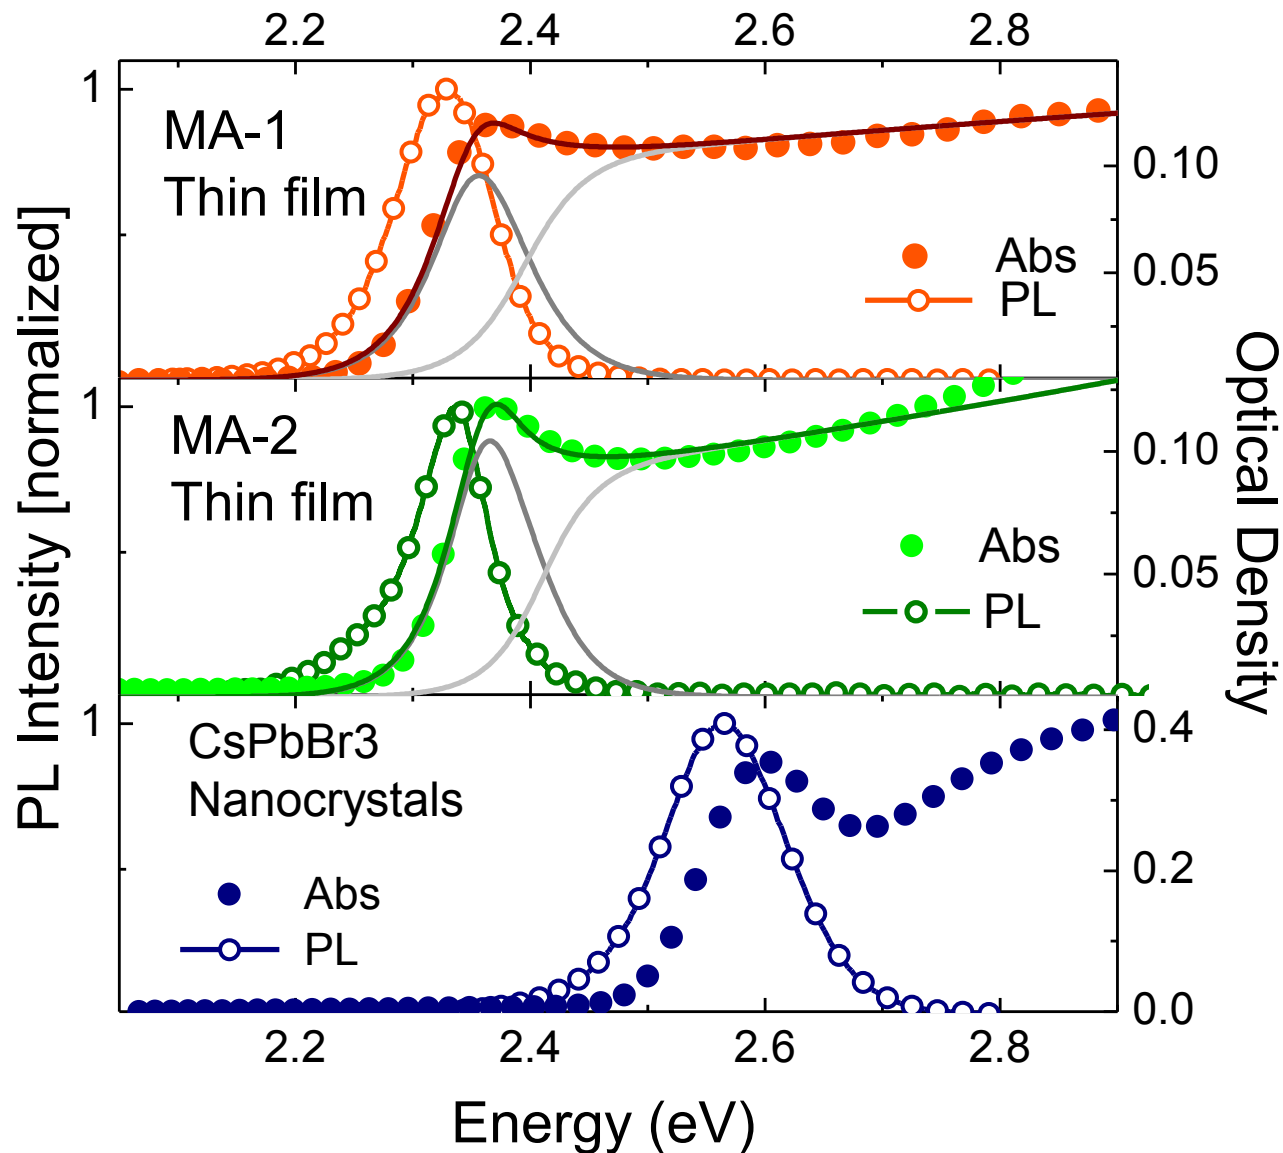 2.2 2.4 2.6 2.8
1
MA-1
Thin film
0.10
Abs
0.05
PL
1
MA-2
Thin film
0.10
Abs
0.05
PL
1
CsPbBr3
Nanocrystals
0.4
0.2
Abs
PL
0.0
2.2 2.4 2.6 2.8
Energy (eV)
PL Intensity [normalized]
Optical Density